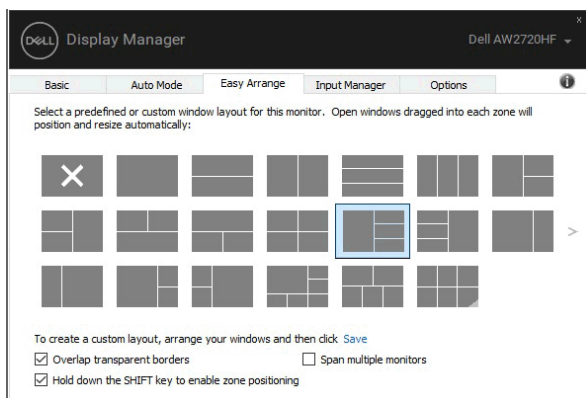 DELL Display Manager Dell AW2720HF
Basic Auto Mode Easy Arrange Input Manager Options
Select a predefined or custom window layout for this monitor. Open windows dragged into each zone will
position and resize automatically:
To create a custom layout, arrange your windows and then click Save
Overlap transparent borders Span multiple monitors
Hold down the SHIFT key to enable zone positioning